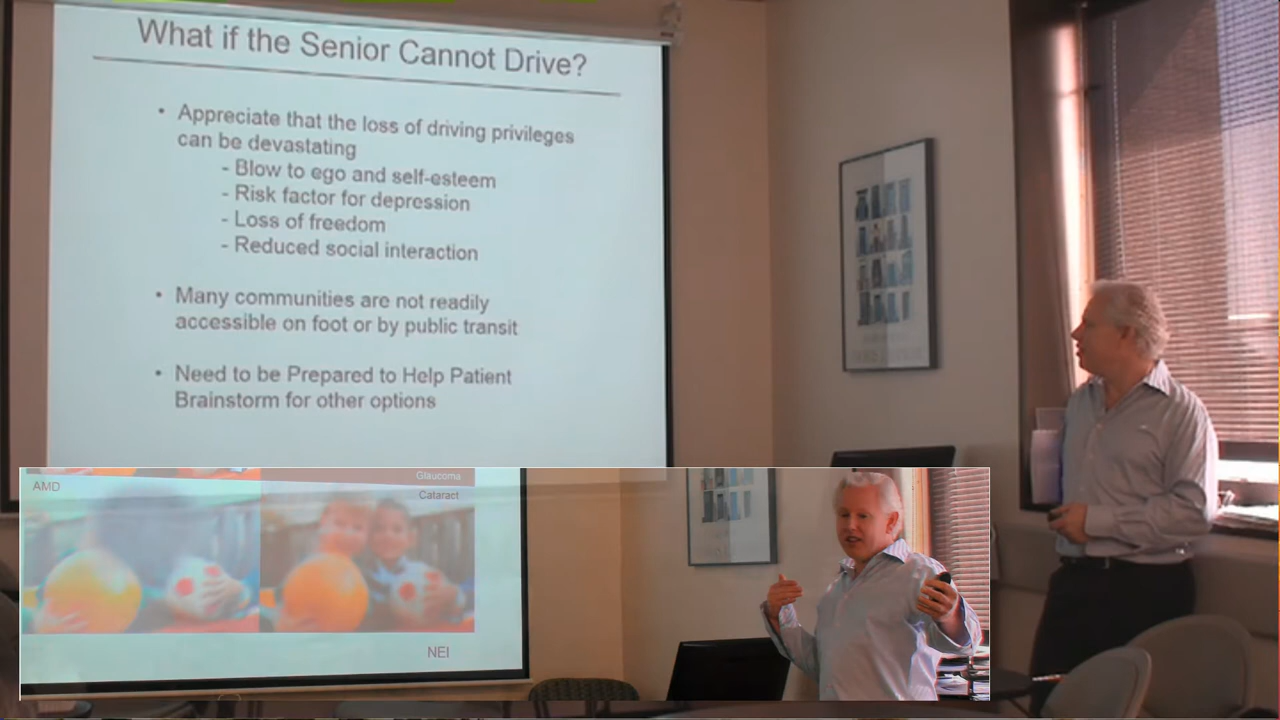 What if the Senior Cannot Drive?
• Appreciate that the loss of driving privileges
can be devastating
- Blow to ego and self-esteem
- Risk factor for depression
- Loss of freedom
- Reduced social interaction
• Many communities are not readily
accessible on foot or by public transit
• Need to be Prepared to Help Patient
Brainstorm for other options
Glaucoma
AMD
Cataract
NEI